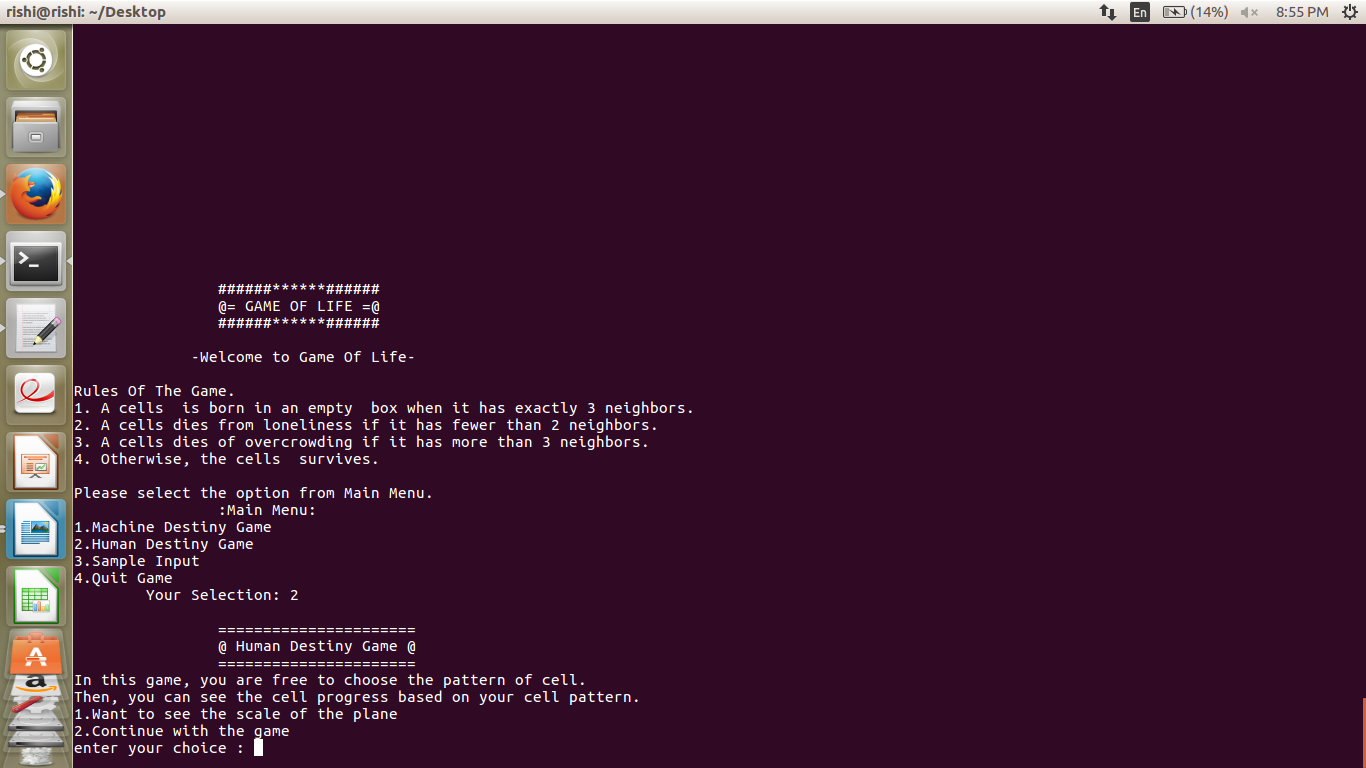 rishi@rishi: ~/Desktop
En
(14%)
8:55 PM
######******######
@= GAME OF LIFE =@
######******######
-Welcome to Game Of Life-
Rules Of The Game.
1. A cells  is born in an empty  box when it has exactly 3 neighbors.
2. A cells dies from loneliness if it has fewer than 2 neighbors.
3. A cells dies of overcrowding if it has more than 3 neighbors.
4. Otherwise, the cells  survives.
Please select the option from Main Menu.
:Main Menu:
1.Machine Destiny Game
2.Human Destiny Game
3.Sample Input
4.Quit Game
Your Selection: 2
======================
@ Human Destiny Game @
======================
In this game, you are free to choose the pattern of cell.
Then, you can see the cell progress based on your cell pattern.
1.Want to see the scale of the plane
2.Continue with the game
enter your choice :